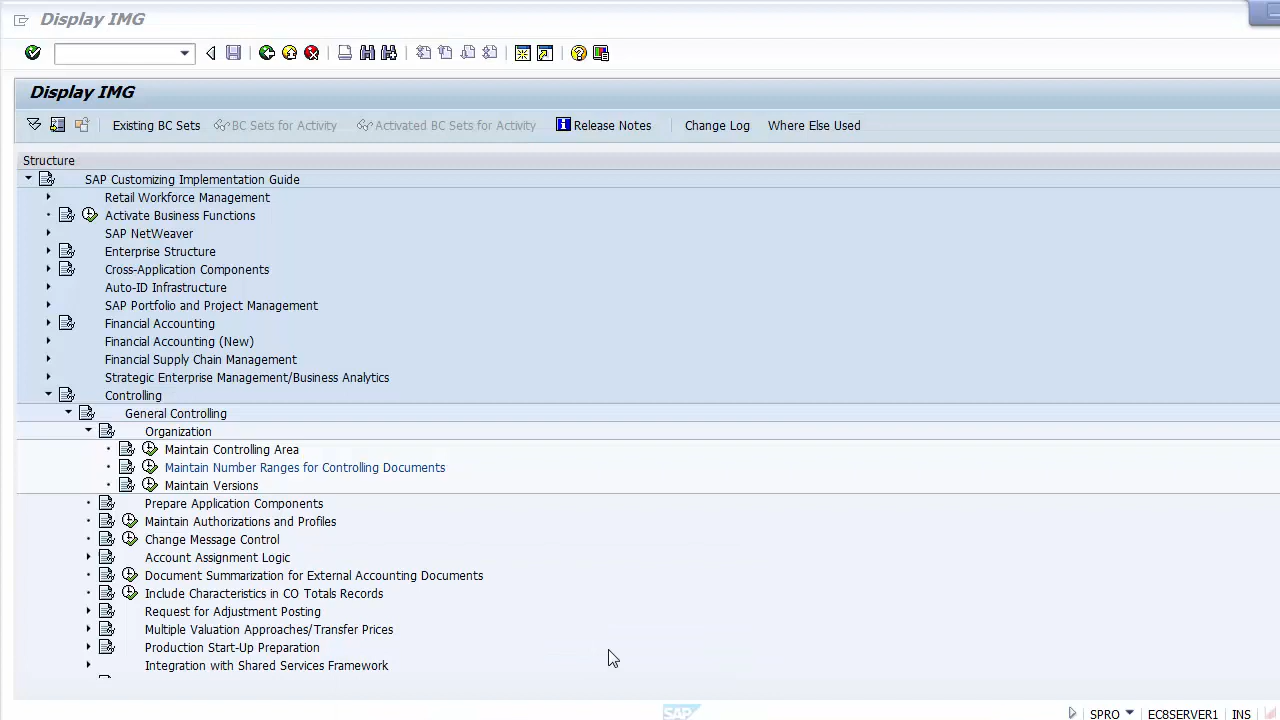 Display IMG
Display IMG
Existing BC Sets BC Sets for Activity Activated BC Sets for Activity Release Notes Change Log Where Else Used
Structure
SAP Customizing Implementation Guide
Retail Workforce Management
Activate Business Functions
SAP NetWeaver
Enterprise Structure
Cross-Application Components
Auto-ID Infrastructure
SAP Portfolio and Project Management
Financial Accounting
Financial Accounting (New)
Financial Supply Chain Management
Strategic Enterprise Management/Business Analytics
Controlling
General Controlling
Organization
Maintain Controlling Area
Maintain Number Ranges for Controlling Documents
Maintain Versions
Prepare Application Components
Maintain Authorizations and Profiles
Change Message Control
Account Assignment Logic
Document Summarization for External Accounting Documents
Include Characteristics in CO Totals Records
Request for Adjustment Posting
Multiple Valuation Approaches/Transfer Prices
Production Start-Up Preparation
Integration with Shared Services Framework
SAP SPRO EC8SERVER1 INS